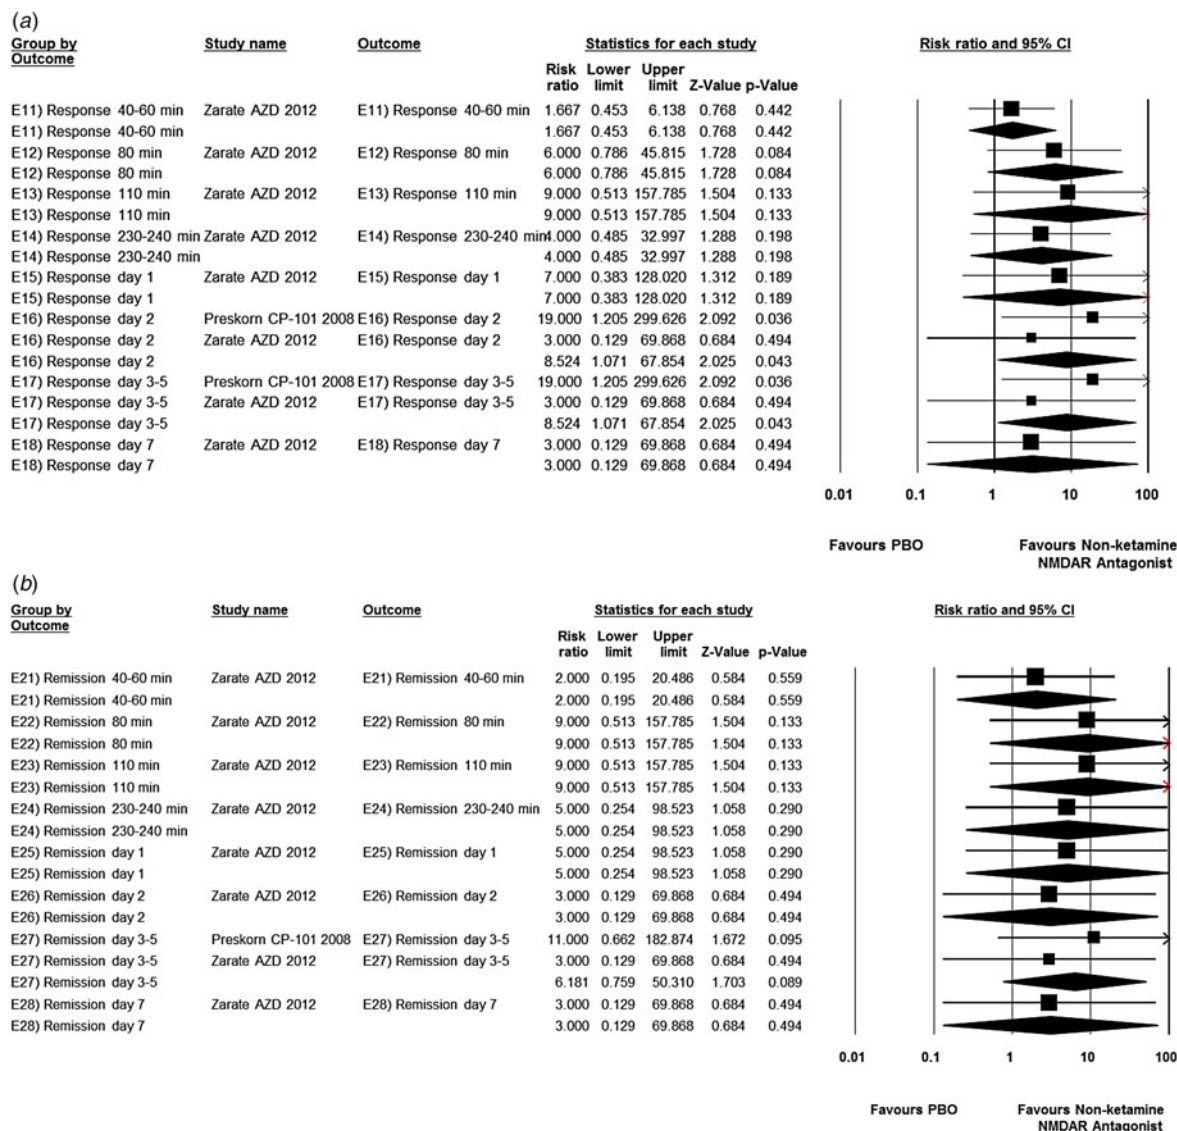 (a)
Group by Outcome Study name Outcome Statistics for each study Risk ratio and 95% CI
Risk ratio Lower limit Upper limit Z-Value p-Value
E11) Response 40-60 min Zarate AZD 2012 E11) Response 40-60 min 1.667 0.453 6.138 0.768 0.442
E11) Response 40-60 min 1.667 0.453 6.138 0.768 0.442
E12) Response 80 min Zarate AZD 2012 E12) Response 80 min 6.000 0.786 45.815 1.728 0.084
E12) Response 80 min 6.000 0.786 45.815 1.728 0.084
E13) Response 110 min Zarate AZD 2012 E13) Response 110 min 9.000 0.513 157.785 1.504 0.133
E13) Response 110 min 9.000 0.513 157.785 1.504 0.133
E14) Response 230-240 min Zarate AZD 2012 E14) Response 230-240 min 4.000 0.485 32.997 1.288 0.198
E14) Response 230-240 min 4.000 0.485 32.997 1.288 0.198
E15) Response day 1 Zarate AZD 2012 E15) Response day 1 7.000 0.383 128.020 1.312 0.189
E15) Response day 1 7.000 0.383 128.020 1.312 0.189
E16) Response day 2 Preskorn CP-101 2008 E16) Response day 2 19.000 1.205 299.626 2.092 0.036
E16) Response day 2 Zarate AZD 2012 E16) Response day 2 3.000 0.129 69.868 0.684 0.494
E16) Response day 2 8.524 1.071 67.854 2.025 0.043
E17) Response day 3-5 Preskorn CP-101 2008 E17) Response day 3-5 19.000 1.205 299.626 2.092 0.036
E17) Response day 3-5 Zarate AZD 2012 E17) Response day 3-5 3.000 0.129 69.868 0.684 0.494
E17) Response day 3-5 8.524 1.071 67.854 2.025 0.043
E18) Response day 7 Zarate AZD 2012 E18) Response day 7 3.000 0.129 69.868 0.684 0.494
E18) Response day 7 3.000 0.129 69.868 0.684 0.494
0.01 0.1 1 10 100
Favours PBO Favours Non-ketamine
NMDAR Antagonist
(b)
Group by Outcome Study name Outcome Statistics for each study Risk ratio and 95% CI
Risk ratio Lower limit Upper limit Z-Value p-Value
E21) Remission 40-60 min Zarate AZD 2012 E21) Remission 40-60 min 2.000 0.195 20.486 0.584 0.559
E21) Remission 40-60 min 2.000 0.195 20.486 0.584 0.559
E22) Remission 80 min Zarate AZD 2012 E22) Remission 80 min 9.000 0.513 157.785 1.504 0.133
E22) Remission 80 min 9.000 0.513 157.785 1.504 0.133
E23) Remission 110 min Zarate AZD 2012 E23) Remission 110 min 9.000 0.513 157.785 1.504 0.133
E23) Remission 110 min 9.000 0.513 157.785 1.504 0.133
E24) Remission 230-240 min Zarate AZD 2012 E24) Remission 230-240 min 5.000 0.254 98.523 1.058 0.290
E24) Remission 230-240 min 5.000 0.254 98.523 1.058 0.290
E25) Remission day 1 Zarate AZD 2012 E25) Remission day 1 5.000 0.254 98.523 1.058 0.290
E25) Remission day 1 5.000 0.254 98.523 1.058 0.290
E26) Remission day 2 Zarate AZD 2012 E26) Remission day 2 3.000 0.129 69.868 0.684 0.494
E26) Remission day 2 3.000 0.129 69.868 0.684 0.494
E27) Remission day 3-5 Preskorn CP-101 2008 E27) Remission day 3-5 11.000 0.662 182.874 1.672 0.095
E27) Remission day 3-5 Zarate AZD 2012 E27) Remission day 3-5 3.000 0.129 69.868 0.684 0.494
E27) Remission day 3-5 6.181 0.759 50.310 1.703 0.089
E28) Remission day 7 Zarate AZD 2012 E28) Remission day 7 3.000 0.129 69.868 0.684 0.494
E28) Remission day 7 3.000 0.129 69.868 0.684 0.494
0.01 0.1 1 10 100
Favours PBO Favours Non-ketamine
NMDAR Antagonist